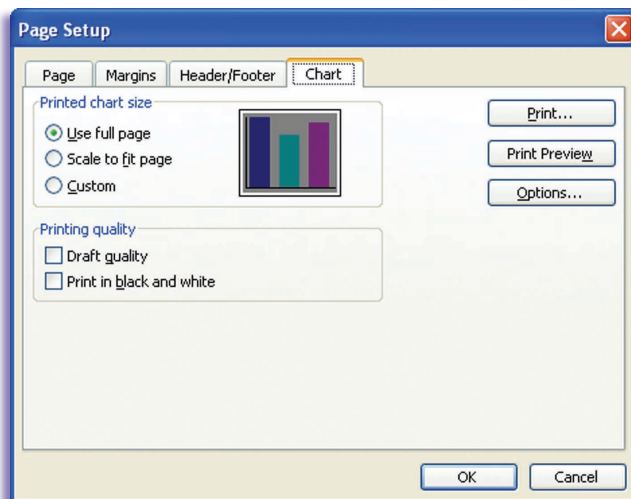 Page Setup
Page Margins Header/Footer Chart
Printed chart size
Use full page
Scale to fit page
Custom
Print...
Print Preview
Options...
Printing quality
Draft quality
Print in black and white
OK Cancel